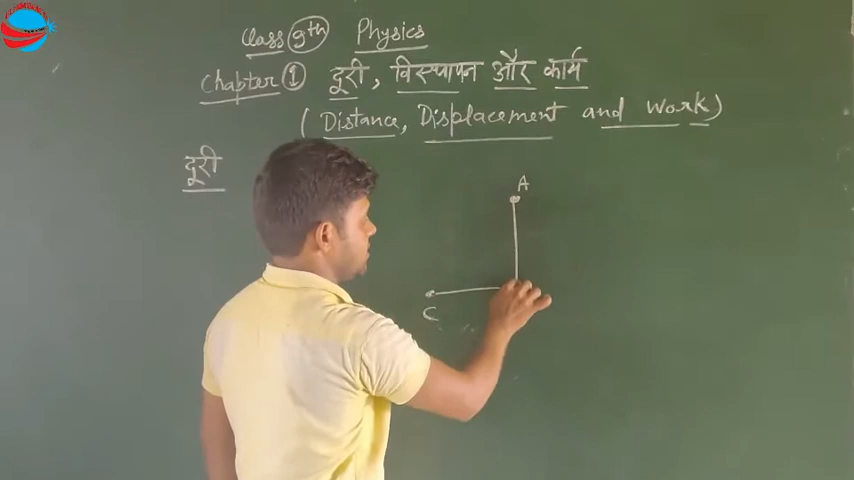 Class 9th Physics
Chapter 1 दूरी, विस्थापन और कार्य
(Distance, Displacement and work)
दूरी
A
C